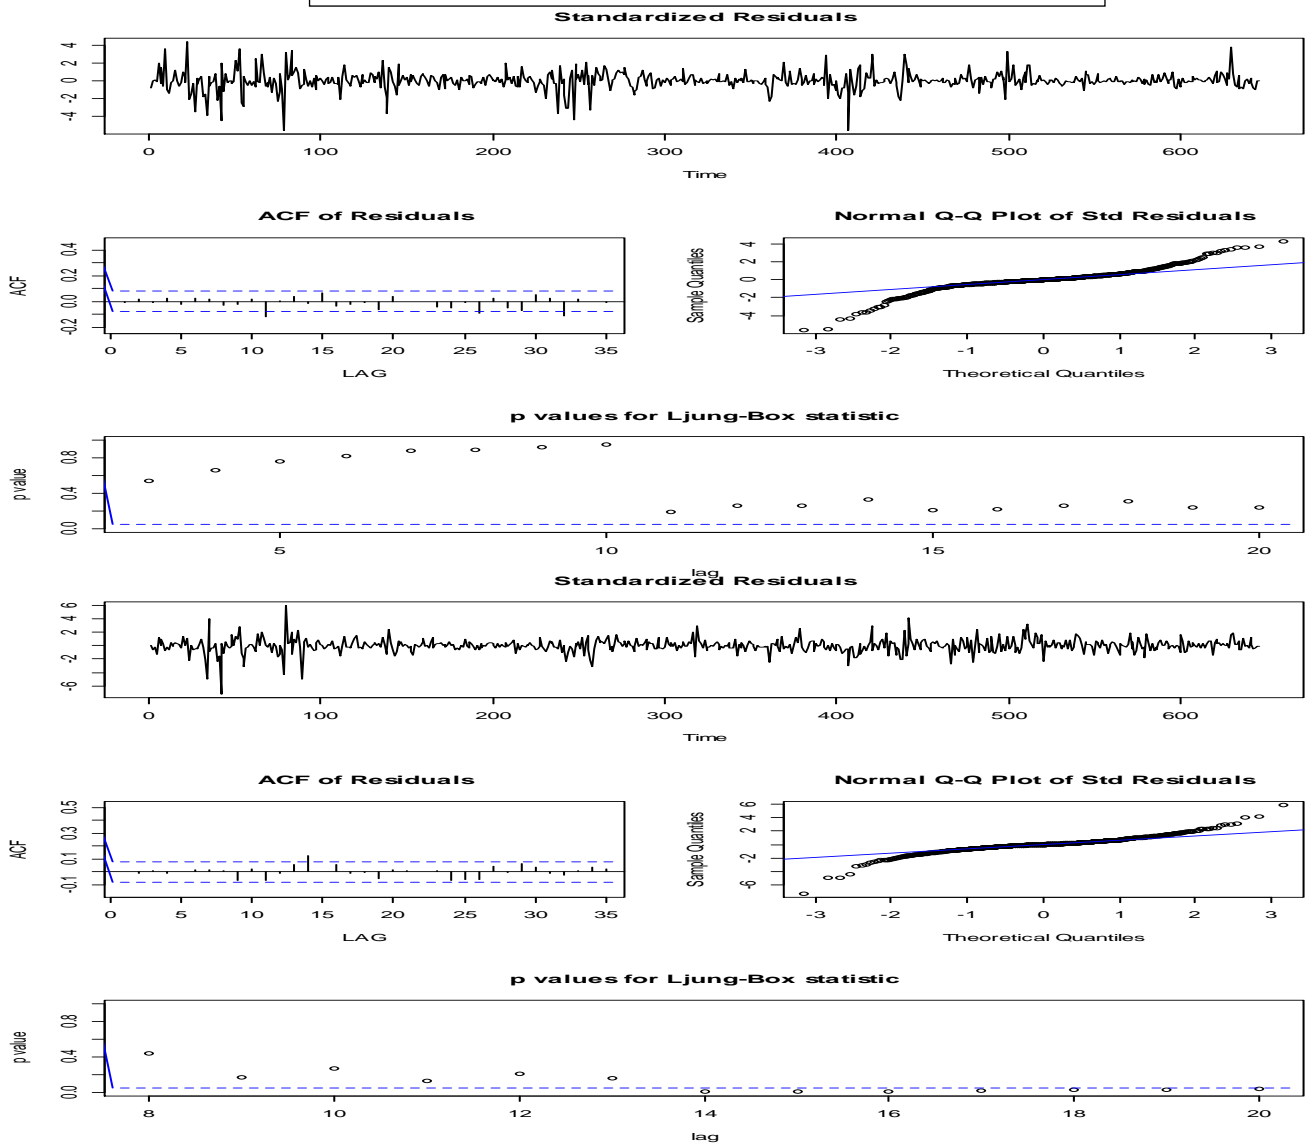 Standardized Residuals
4
2
0
-2
-4
0 100 200 300 400 500 600
Time
ACF of Residuals
ACF
0.4
0.2
0.0
-0.2
0 5 10 15 20 25 30 35
LAG
Normal Q-Q Plot of Std Residuals
Sample Quantiles
4
2
0
-2
-4
-3 -2 -1 0 1 2 3
Theoretical Quantiles
p values for Ljung-Box statistic
p value
0.8
0.4
0.0
5 10 15 20
lag
Standardized Residuals
6
4
2
-2
-6
0 100 200 300 400 500 600
Time
ACF of Residuals
ACF
0.5
0.3
0.1
-0.1
0 5 10 15 20 25 30 35
LAG
Normal Q-Q Plot of Std Residuals
Sample Quantiles
6
4
2
-2
-6
-3 -2 -1 0 1 2 3
Theoretical Quantiles
p values for Ljung-Box statistic
p value
0.8
0.4
0.0
8 10 12 14 16 18 20
lag